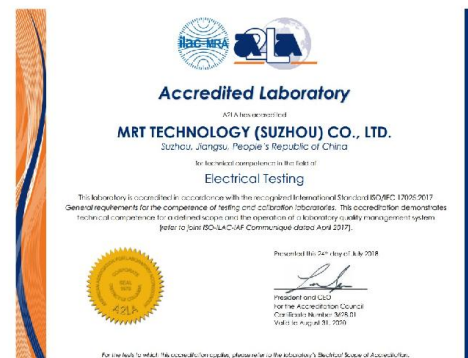 ilac-MRA
A2LA
Accredited Laboratory
A2LA has accredited
MRT TECHNOLOGY (SUZHOU) CO., LTD.
Suzhou, Jiangsu, People's Republic of China
for technical competence in the field of
Electrical Testing
This laboratory is accredited in accordance with the recognized International Standard ISO/IEC 17025:2017
General requirements for the competence of testing and calibration laboratories. This accreditation demonstrates
technical competence for a defined scope and the operation of a laboratory quality management system
(refer to joint ISO-ILAC-IAF Communiqué dated April 2017).
Presented this 24th day of July 2018
President and CEO
For the Accreditation Council
Certificate Number 3628.01
Valid to August 31, 2020
A2LA
For the tests to which this accreditation applies, please refer to the laboratory's Electrical Scope of Accreditation.